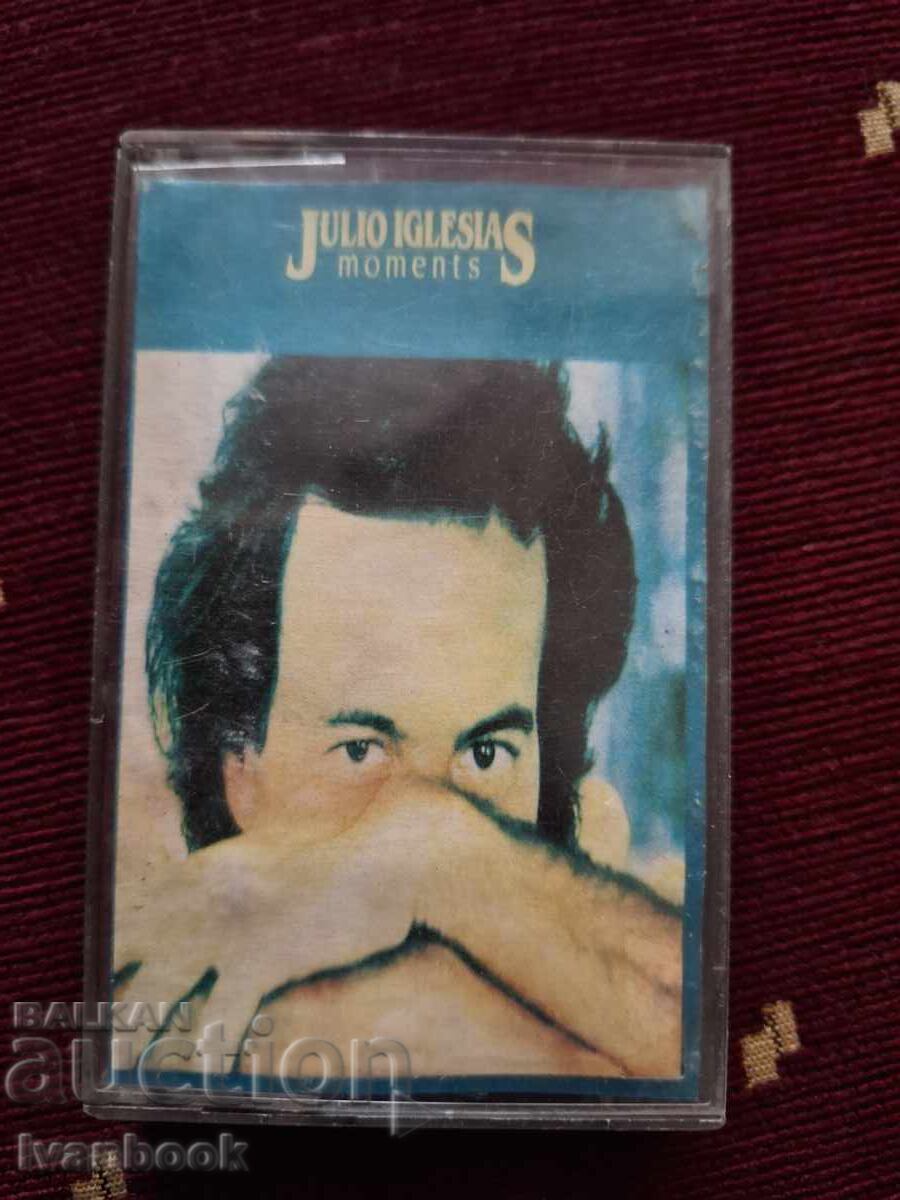 JULIO IGLESIAS
moments
BALKAN
auction
Ivanbook